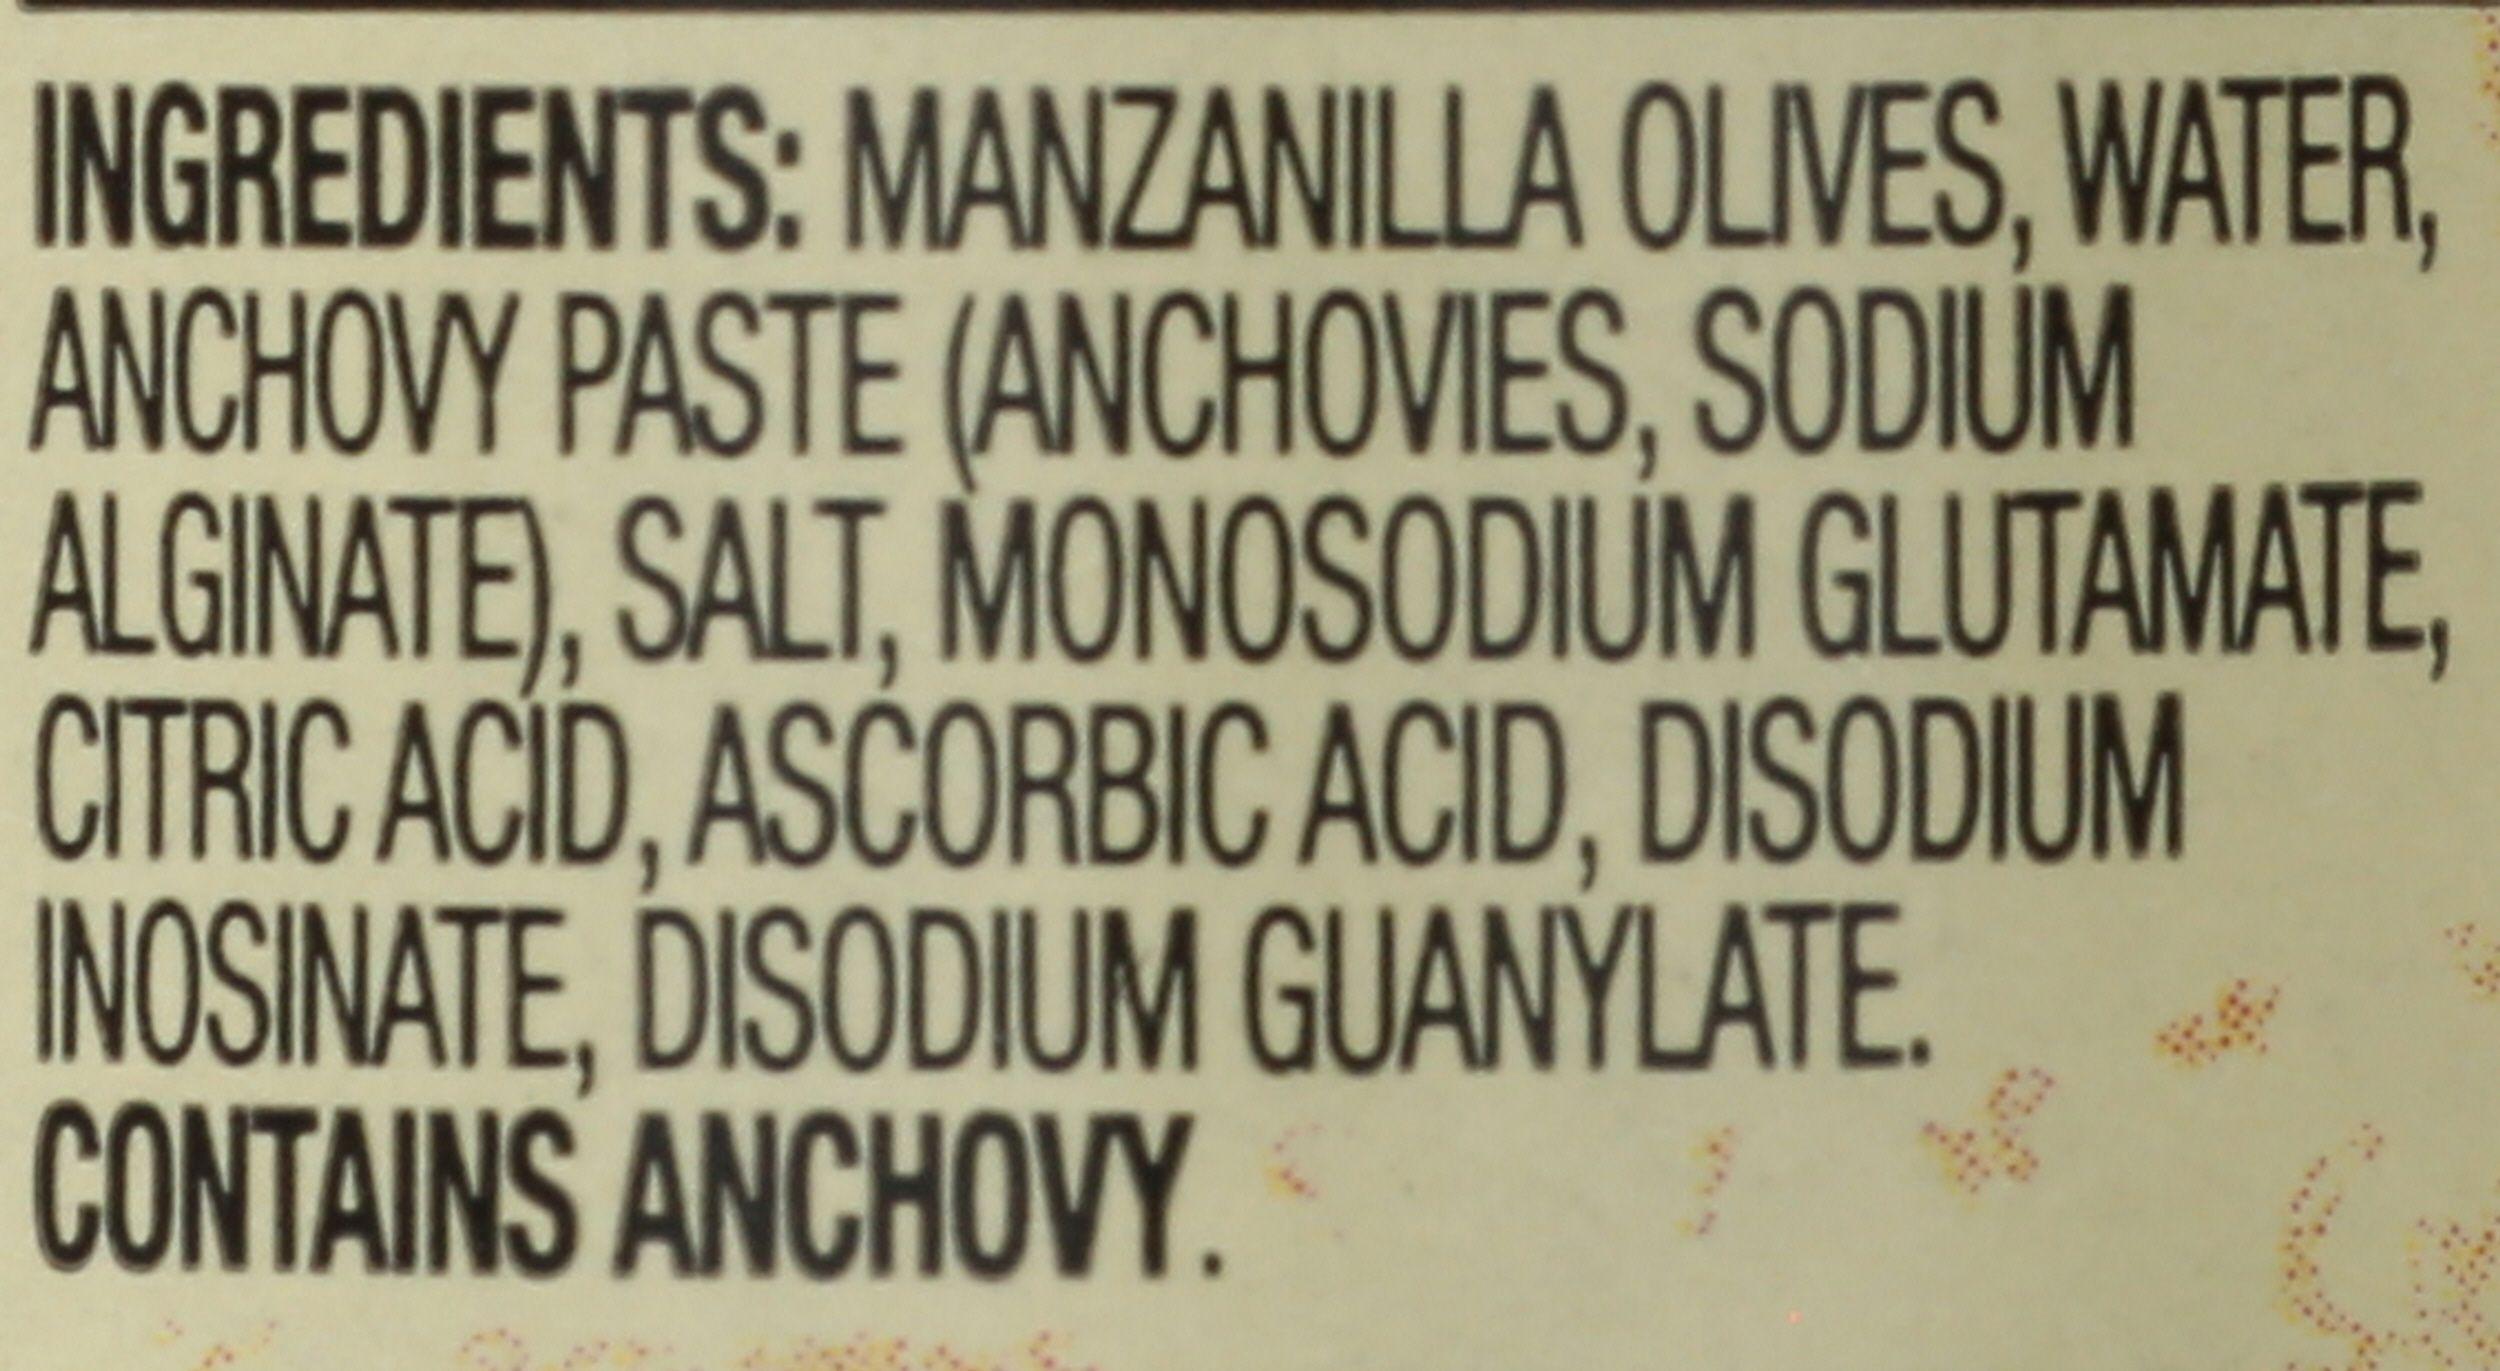 INGREDIENTS: MANZANILLA OLIVES, WATER,
ANCHOVY PASTE (ANCHOVIES, SODIUM
ALGINATE), SALT, MONOSODIUM GLUTAMATE,
CITRIC ACID, ASCORBIC ACID, DISODIUM
INOSINATE, DISODIUM GUANYLATE.
CONTAINS ANCHOVY.